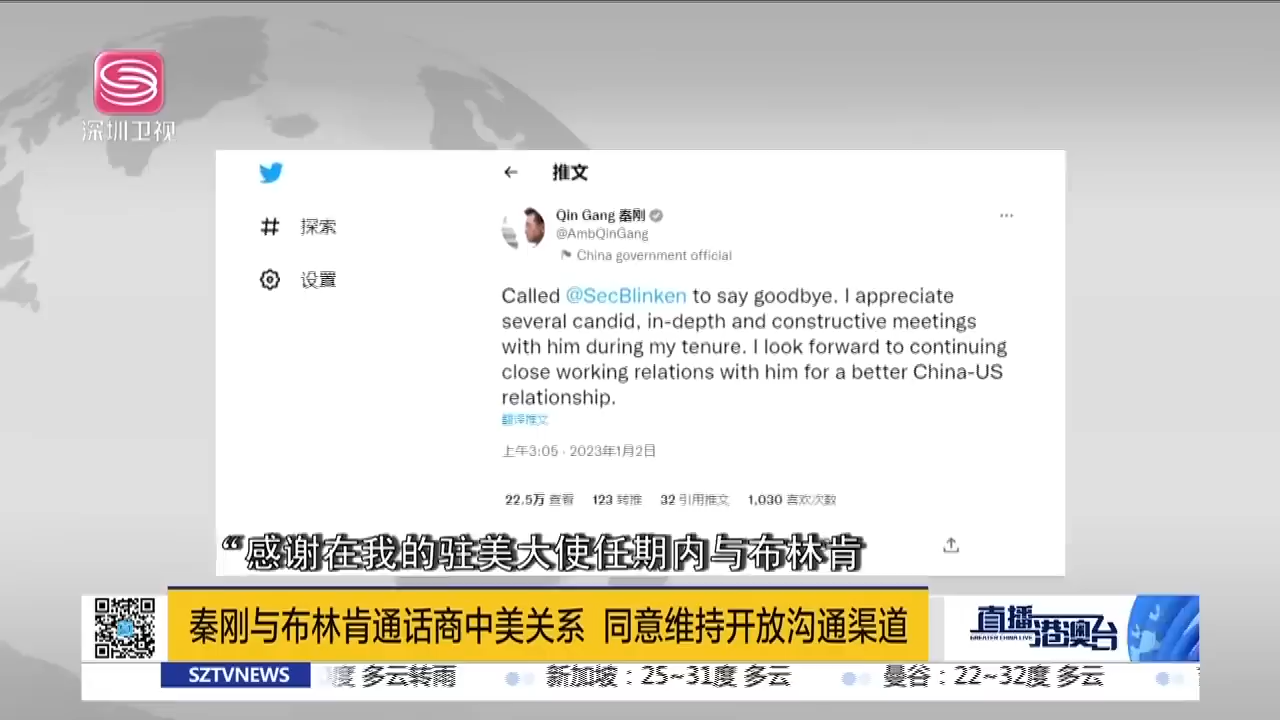 深圳卫视
推文
Qin Gang 秦刚
@AmbQinGang
China government official
探索
设置
Called @SecBlinken to say goodbye. I appreciate
several candid, in-depth and constructive meetings
with him during my tenure. I look forward to continuing
close working relations with him for a better China-US
relationship.
翻译推文
上午3:05 · 2023年1月2日
22.5万 查看 123 转推 32 引用推文 1,030 喜欢次数
“感谢在我的驻美大使任期内与布林肯
秦刚与布林肯通话商中美关系 同意维持开放沟通渠道
直播港澳台
GREATER CHINA LIVE
SZTVNEWS
度 多云转雨 新加坡：25~31度 多云 曼谷：22~32度 多云